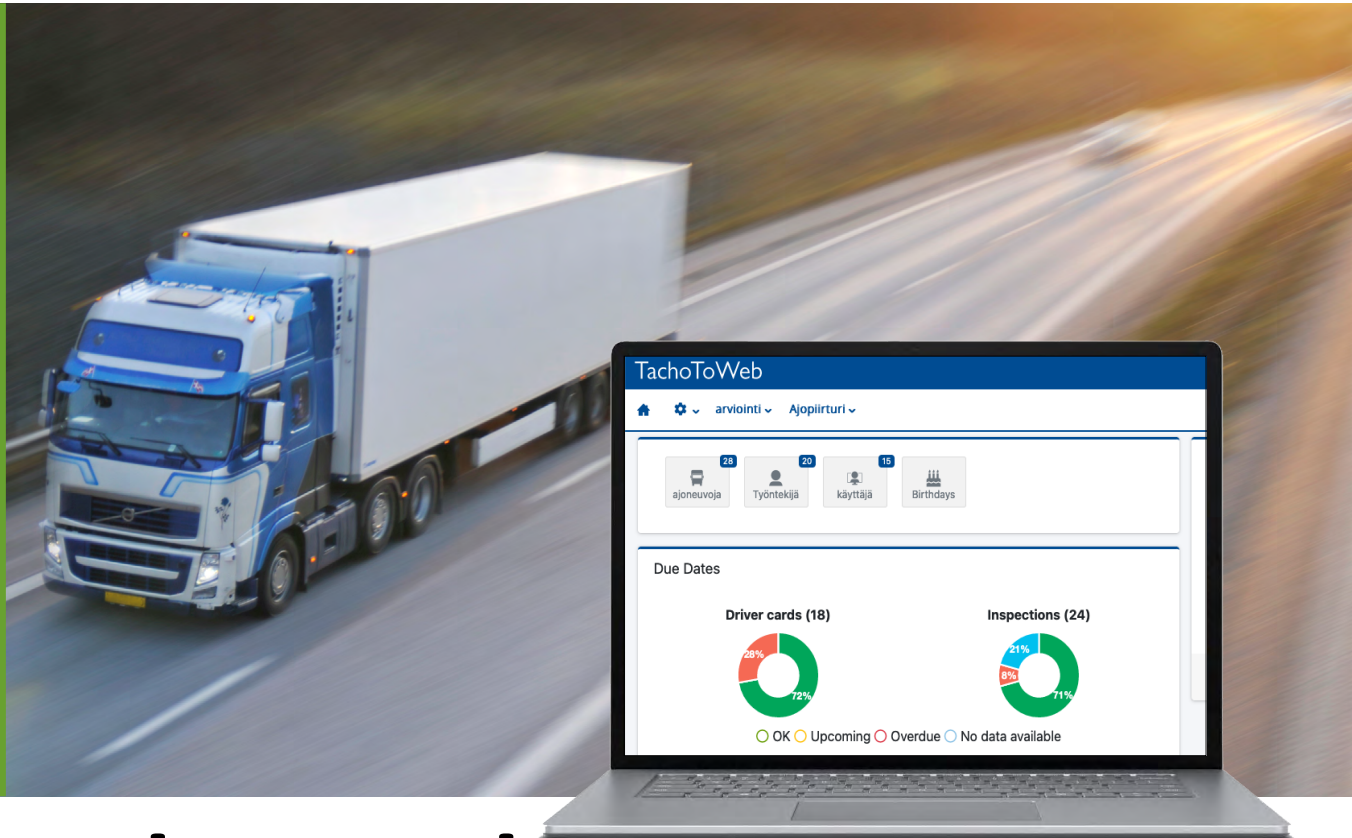 TachoToWeb
arviointi Ajopiirturi
28 20 15
ajoneuvoja Työntekijä käyttäjä Birthdays
Due Dates
Driver cards (18) Inspections (24)
28% 72% 21% 8% 71%
OK Upcoming Overdue No data available